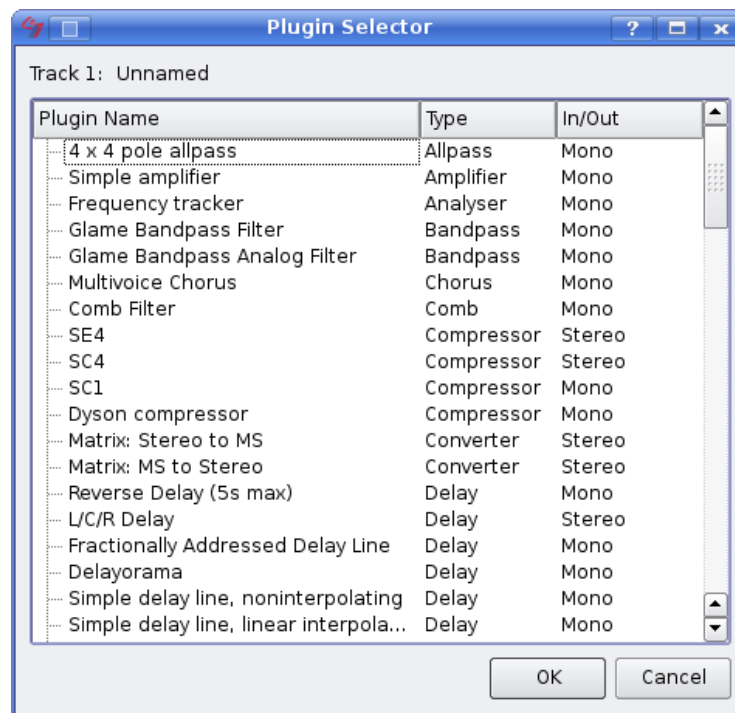 Plugin Selector ?
Track 1: Unnamed
Plugin Name Type In/Out
4 x 4 pole allpass Allpass Mono
Simple amplifier Amplifier Mono
Frequency tracker Analyser Mono
Glame Bandpass Filter Bandpass Mono
Glame Bandpass Analog Filter Bandpass Mono
Multivoice Chorus Chorus Mono
Comb Filter Comb Mono
SE4 Compressor Stereo
SC4 Compressor Stereo
SC1 Compressor Mono
Dyson compressor Compressor Mono
Matrix: Stereo to MS Converter Stereo
Matrix: MS to Stereo Converter Stereo
Reverse Delay (5s max) Delay Mono
L/C/R Delay Delay Stereo
Fractionally Addressed Delay Line Delay Mono
Delayorama Delay Mono
Simple delay line, noninterpolating Delay Mono
Simple delay line, linear interpola... Delay Mono
OK Cancel